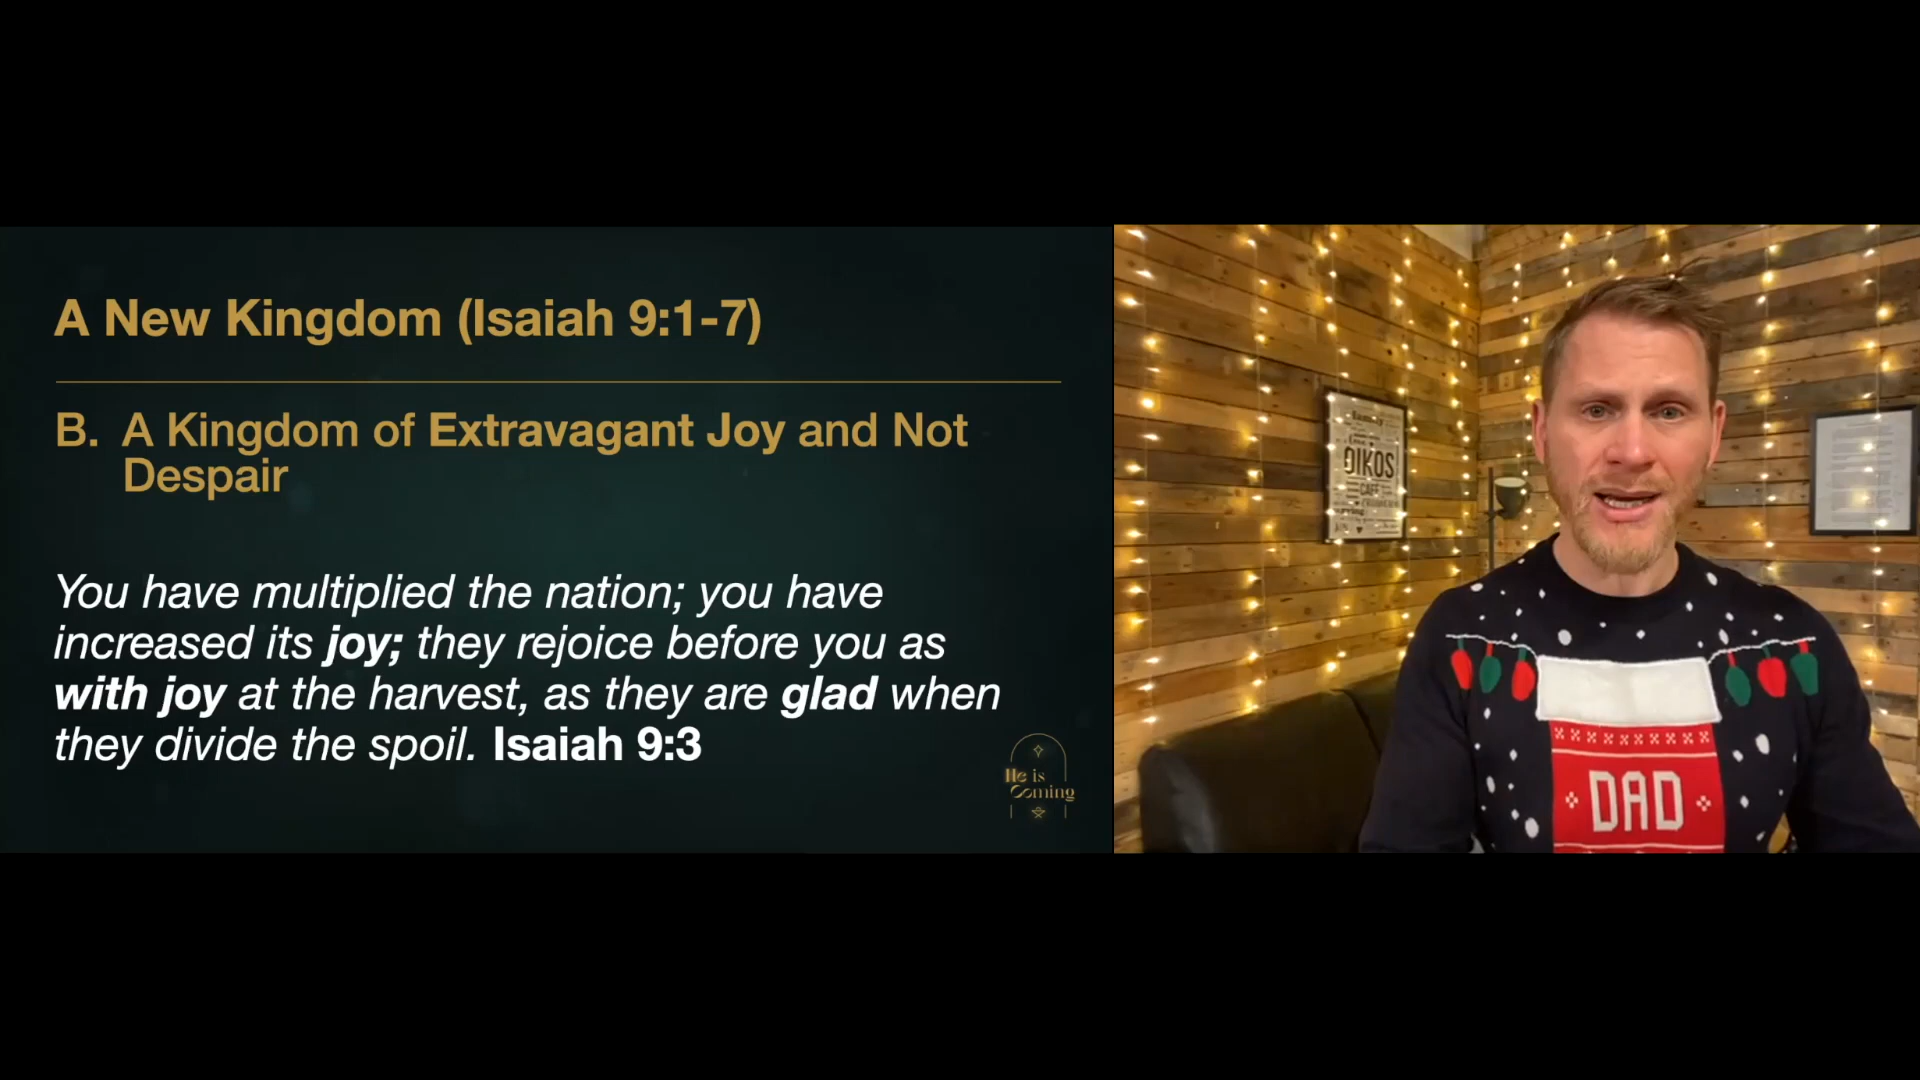 A New Kingdom (Isaiah 9:1-7)
B. A Kingdom of Extravagant Joy and Not
Despair
You have multiplied the nation; you have
increased its joy; they rejoice before you as
with joy at the harvest, as they are glad when
they divide the spoil. Isaiah 9:3
He is
Coming
OIKOS
CAFE
DAD